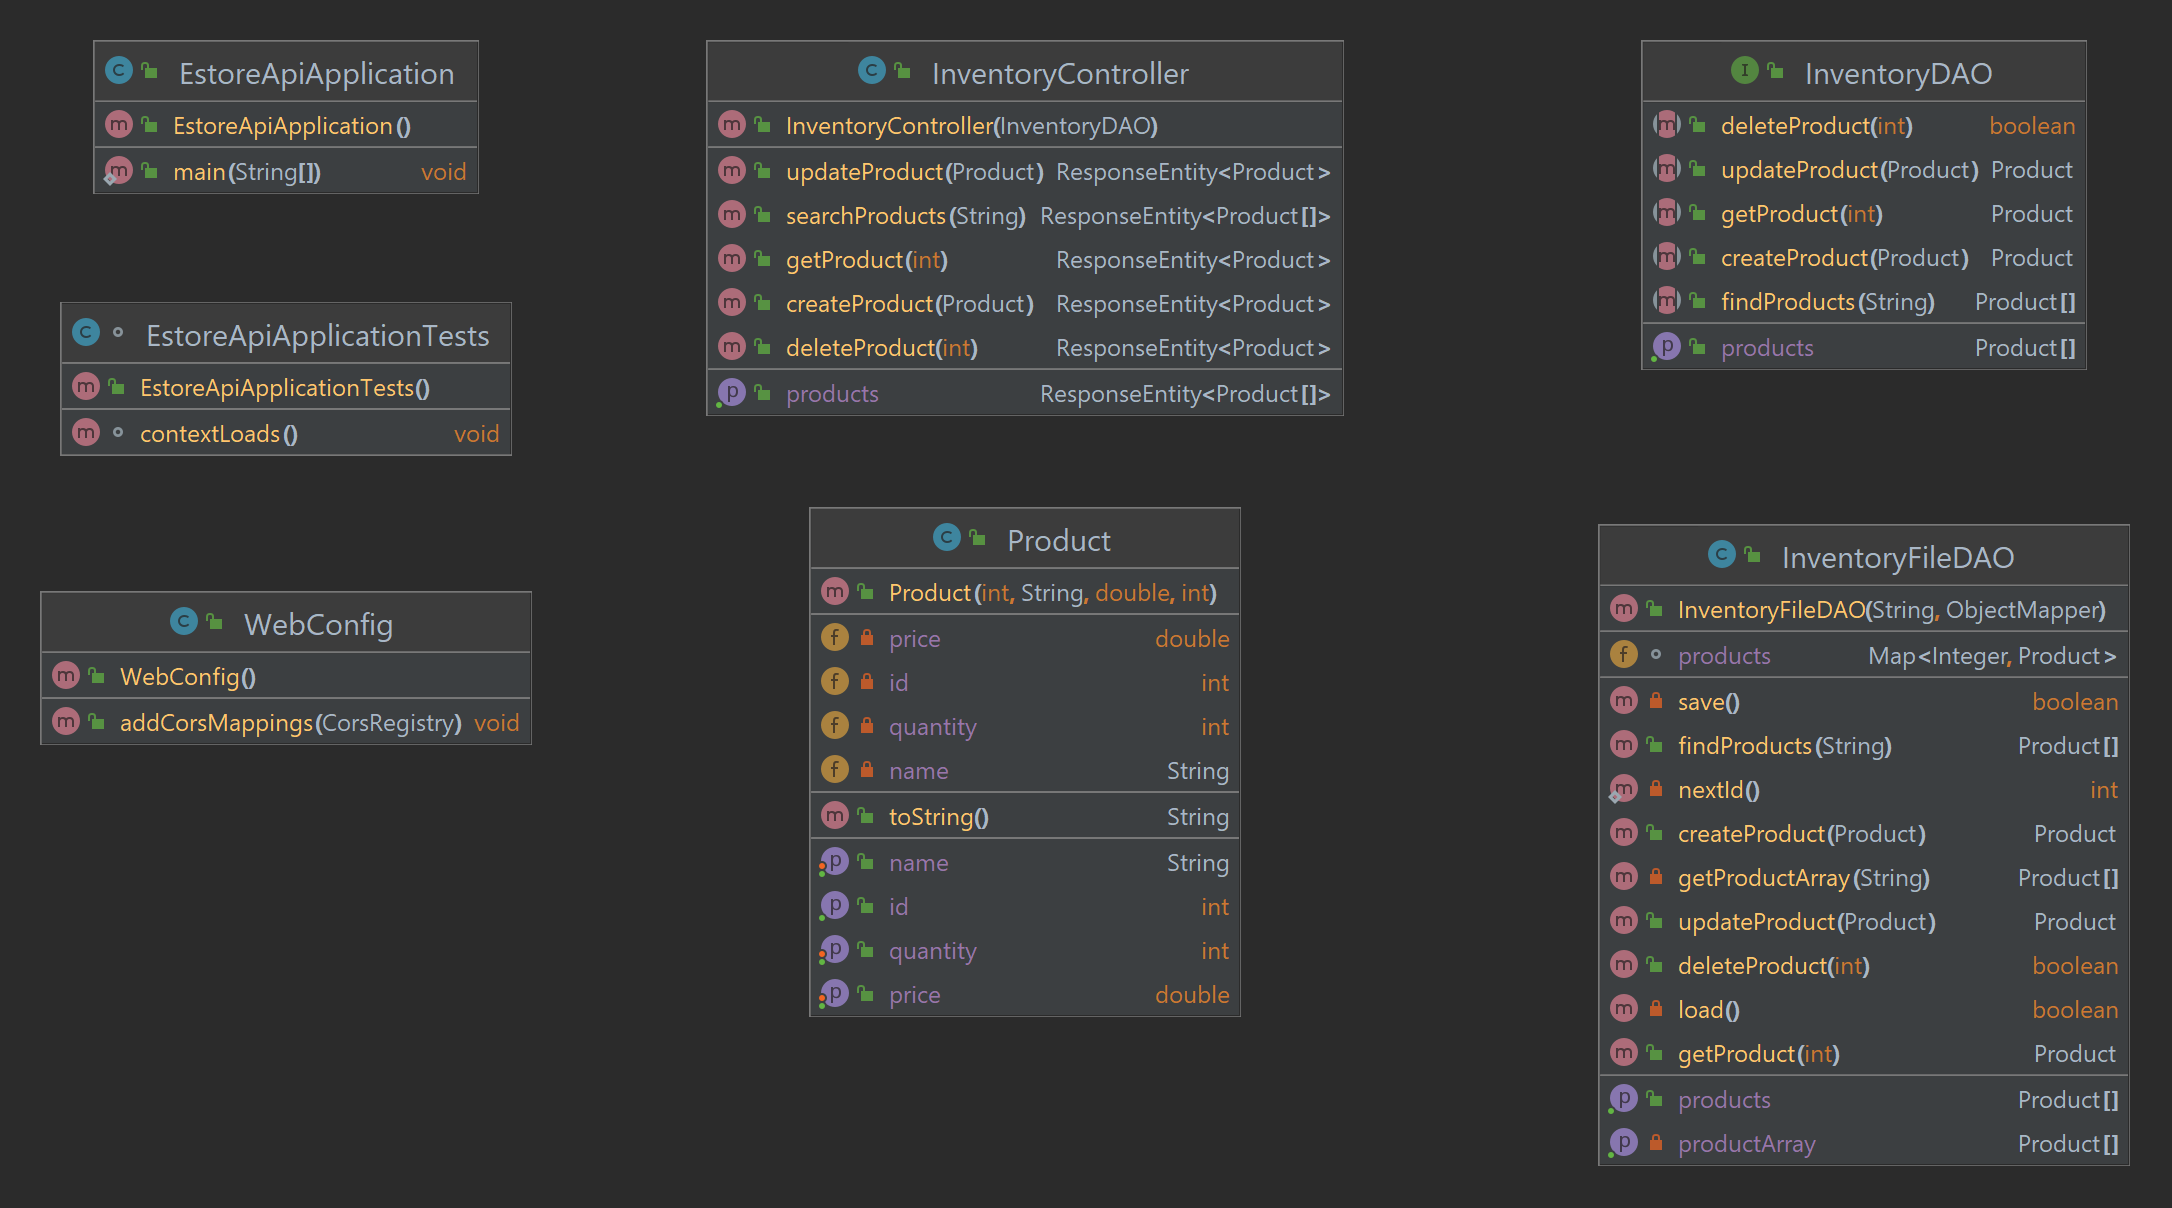 EstoreApiApplication
EstoreApiApplication()
main(String[]) void
EstoreApiApplicationTests
EstoreApiApplicationTests()
contextLoads() void
WebConfig
WebConfig()
addCorsMappings(CorsRegistry) void
InventoryController
InventoryController(InventoryDAO)
updateProduct(Product) ResponseEntity<Product>
searchProducts(String) ResponseEntity<Product[]>
getProduct(int) ResponseEntity<Product>
createProduct(Product) ResponseEntity<Product>
deleteProduct(int) ResponseEntity<Product>
products ResponseEntity<Product[]>
Product
Product(int, String, double, int)
price double
id int
quantity int
name String
toString() String
name String
id int
quantity int
price double
InventoryDAO
deleteProduct(int) boolean
updateProduct(Product) Product
getProduct(int) Product
createProduct(Product) Product
findProducts(String) Product[]
products Product[]
InventoryFileDAO
InventoryFileDAO(String, ObjectMapper)
products Map<Integer, Product>
save() boolean
findProducts(String) Product[]
nextId() int
createProduct(Product) Product
getProductArray(String) Product[]
updateProduct(Product) Product
deleteProduct(int) boolean
load() boolean
getProduct(int) Product
products Product[]
productArray Product[]